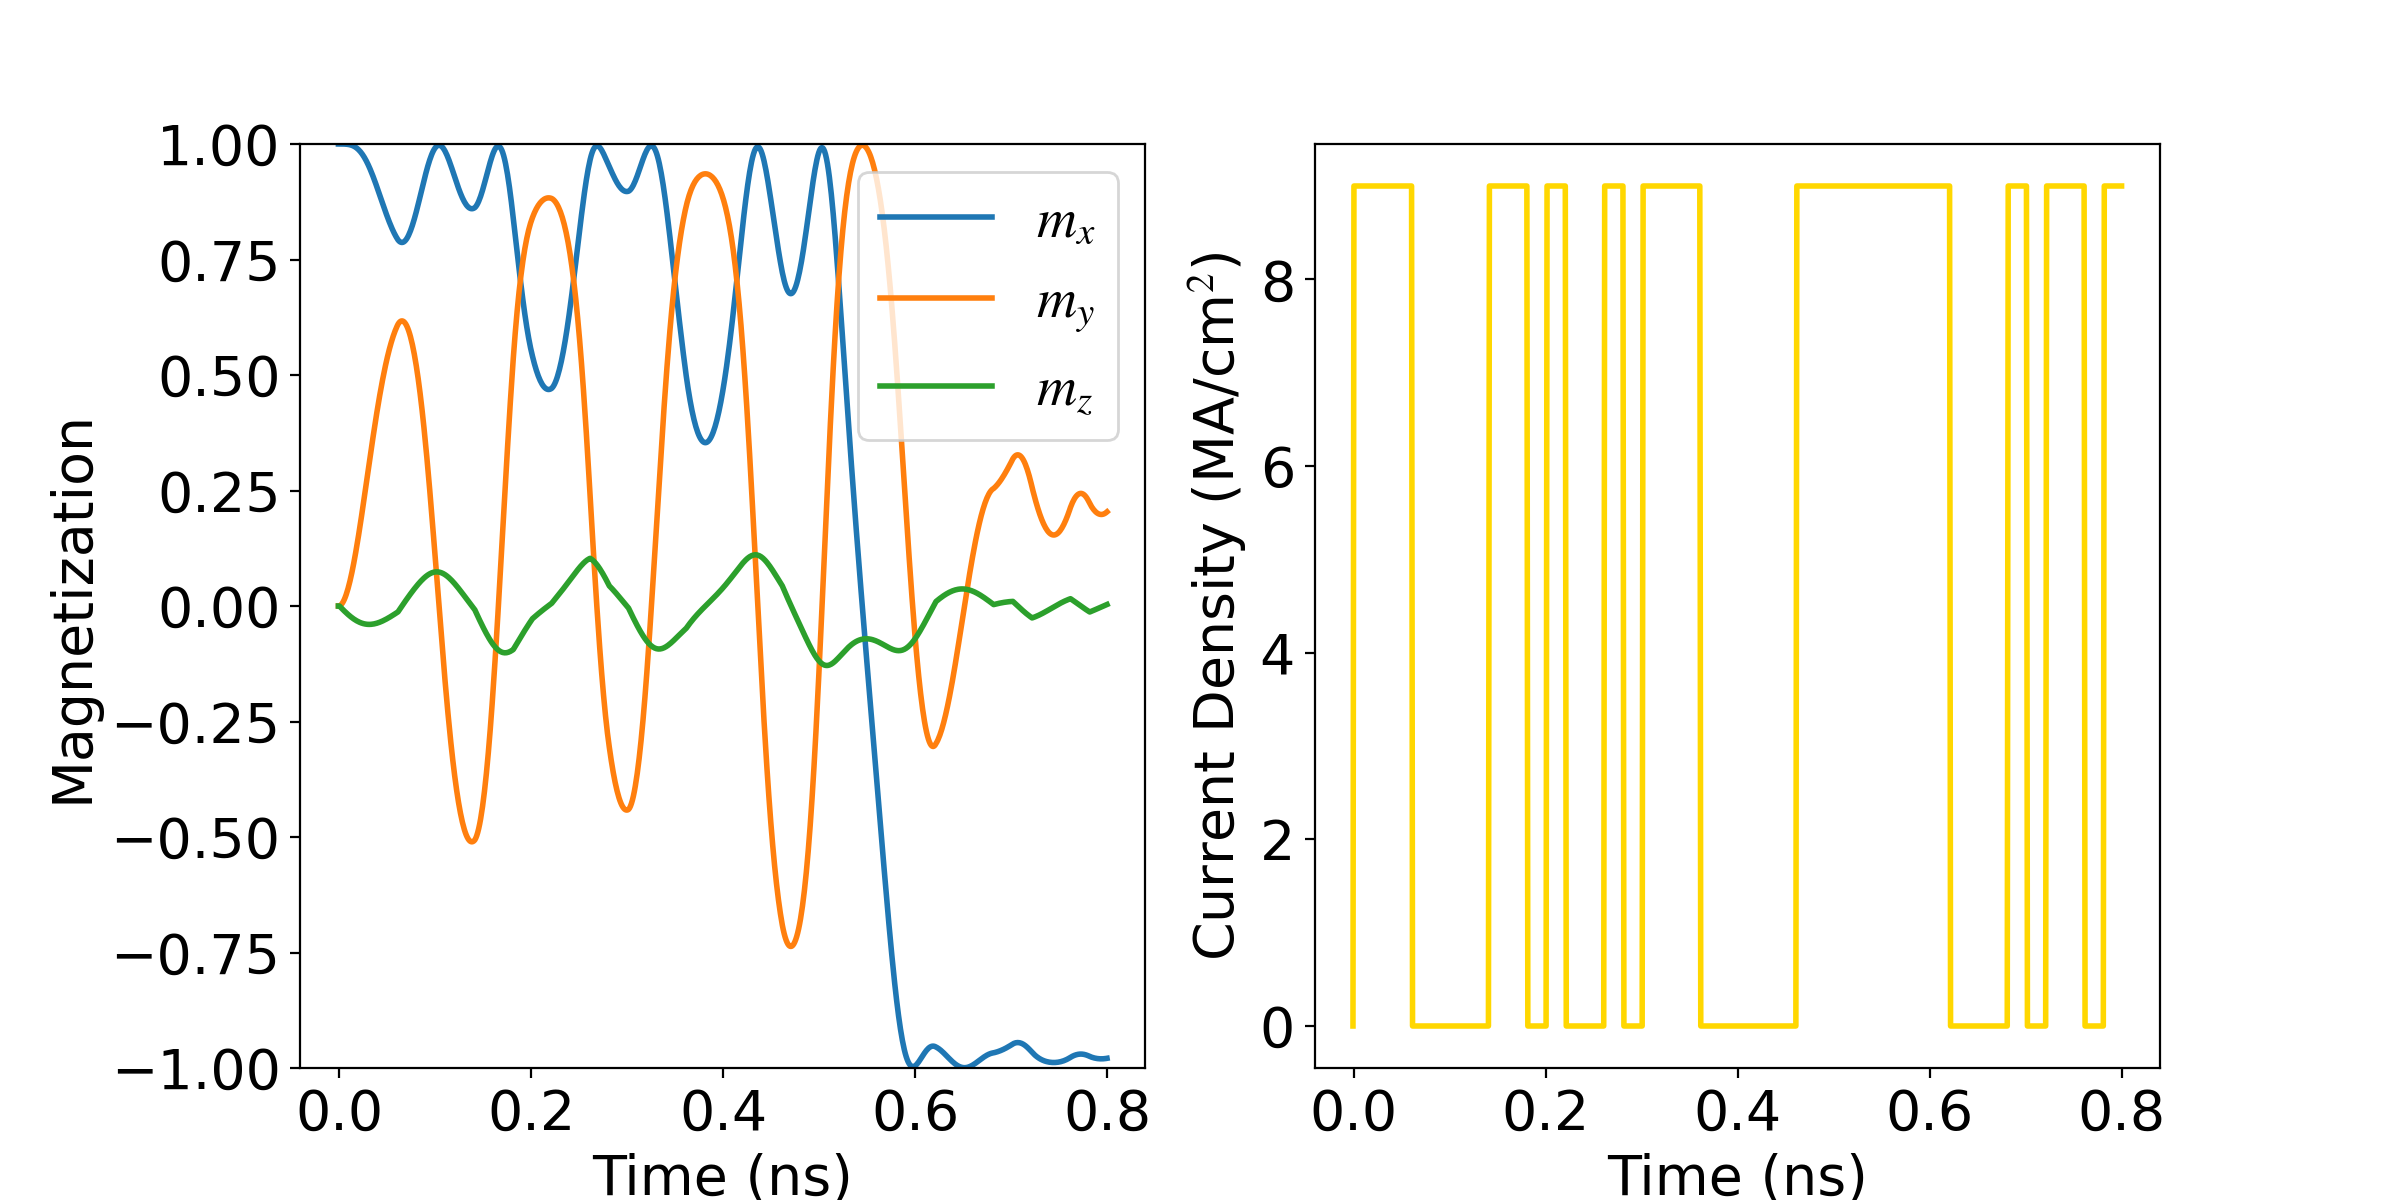 Magnetization
1.00
0.75
0.50
0.25
0.00
−0.25
−0.50
−0.75
−1.00
0.0 0.2 0.4 0.6 0.8
Time (ns)
m_x
m_y
m_z
Current Density (MA/cm²)
8
6
4
2
0
0.0 0.2 0.4 0.6 0.8
Time (ns)